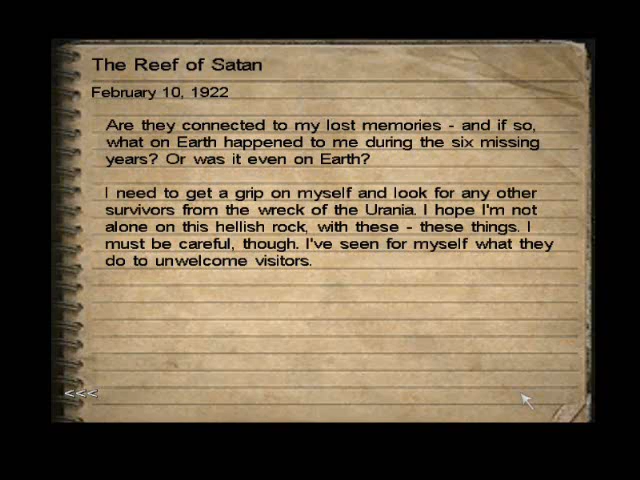 The Reef of Satan
February 10, 1922
Are they connected to my lost memories - and if so,
what on Earth happened to me during the six missing
years? Or was it even on Earth?
I need to get a grip on myself and look for any other
survivors from the wreck of the Urania. I hope I'm not
alone on this hellish rock, with these - these things. I
must be careful, though. I've seen for myself what they
do to unwelcome visitors.
<<<